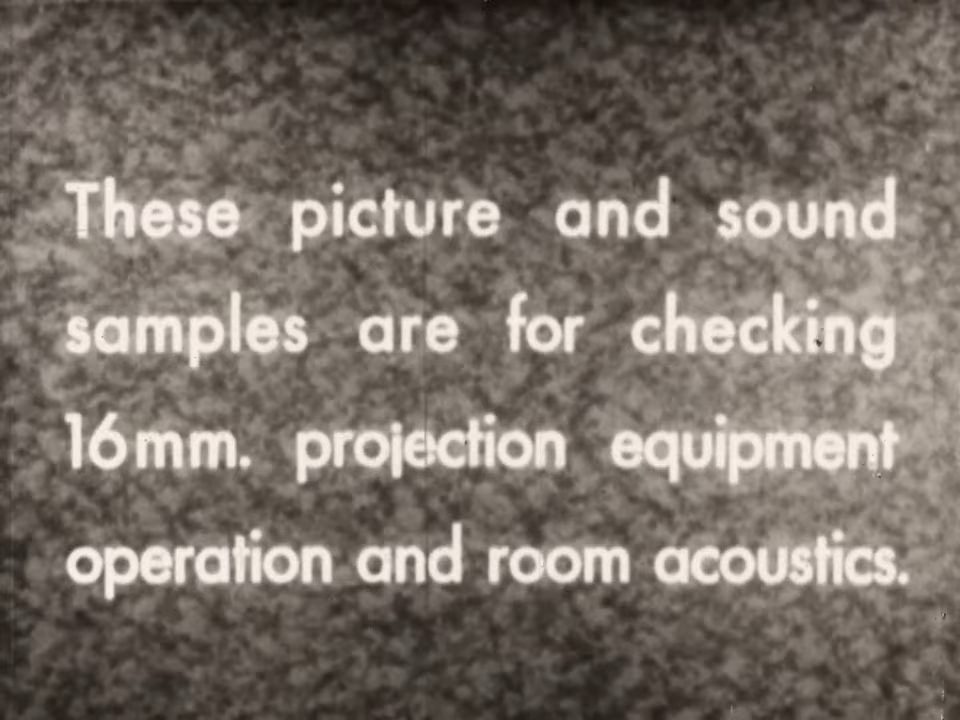 These picture and sound
samples are for checking
16mm. projection equipment
operation and room acoustics.